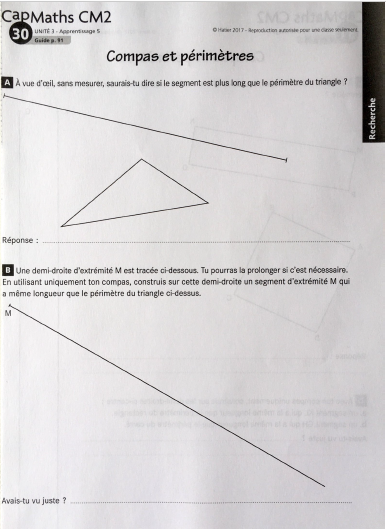 CapMaths CM2
30 UNITÉ 3 - Apprentissage 5
Guide p. 91
© Hatier 2017 - Reproduction autorisée pour une classe seulement.
Compas et périmètres
Recherche
A À vue d'œil, sans mesurer, saurais-tu dire si le segment est plus long que le périmètre du triangle ?
Réponse :
B Une demi-droite d'extrémité M est tracée ci-dessous. Tu pourras la prolonger si c'est nécessaire.
En utilisant uniquement ton compas, construis sur cette demi-droite un segment d'extrémité M qui
a même longueur que le périmètre du triangle ci-dessus.
M
Avais-tu vu juste ?